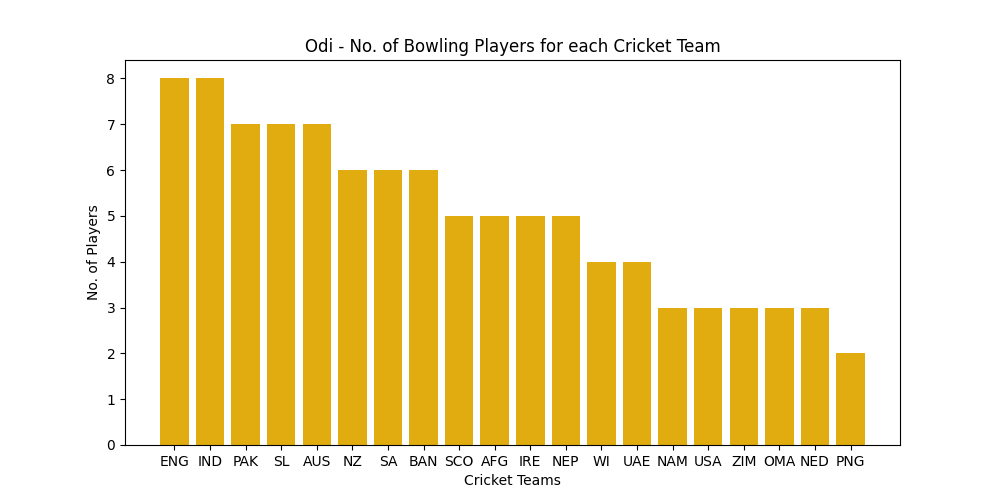 Odi - No. of Bowling Players for each Cricket Team
No. of Players
8
7
6
5
4
3
2
1
0
ENG IND PAK SL AUS NZ SA BAN SCO AFG IRE NEP WI UAE NAM USA ZIM OMA NED PNG
Cricket Teams